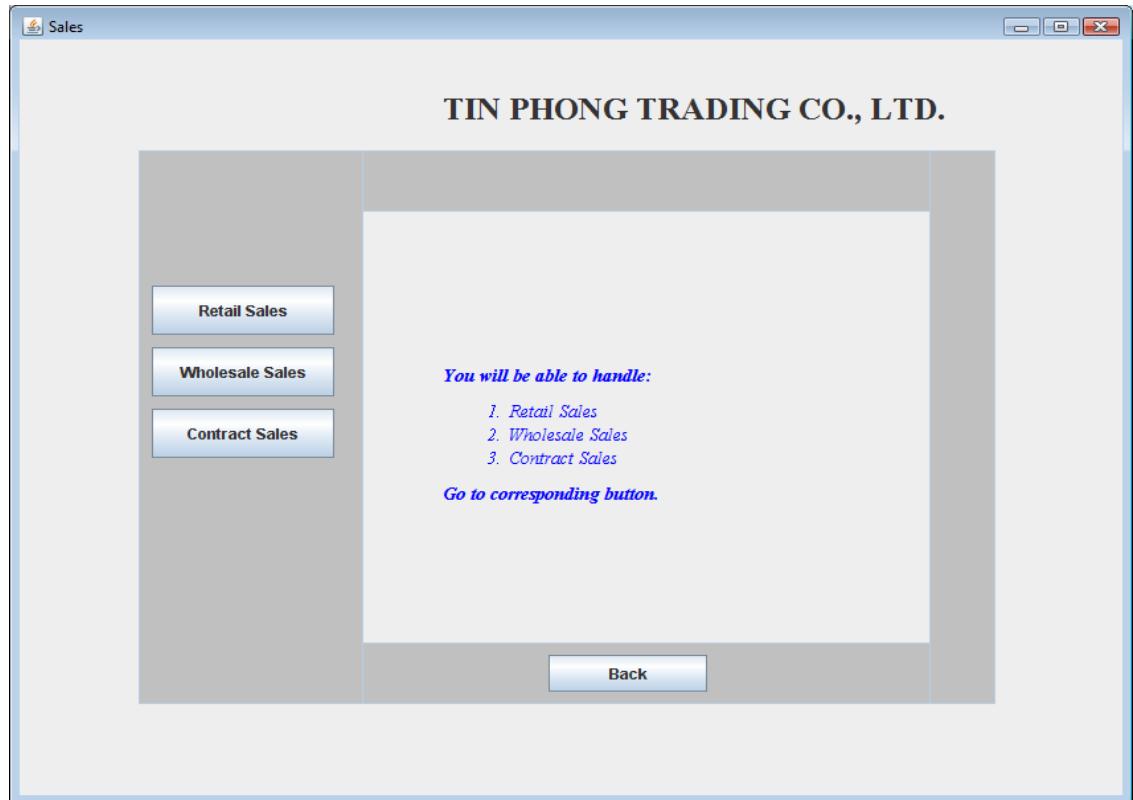 Sales
TIN PHONG TRADING CO., LTD.
Retail Sales
Wholesale Sales
Contract Sales
You will be able to handle:
1. Retail Sales
2. Wholesale Sales
3. Contract Sales
Go to corresponding button.
Back